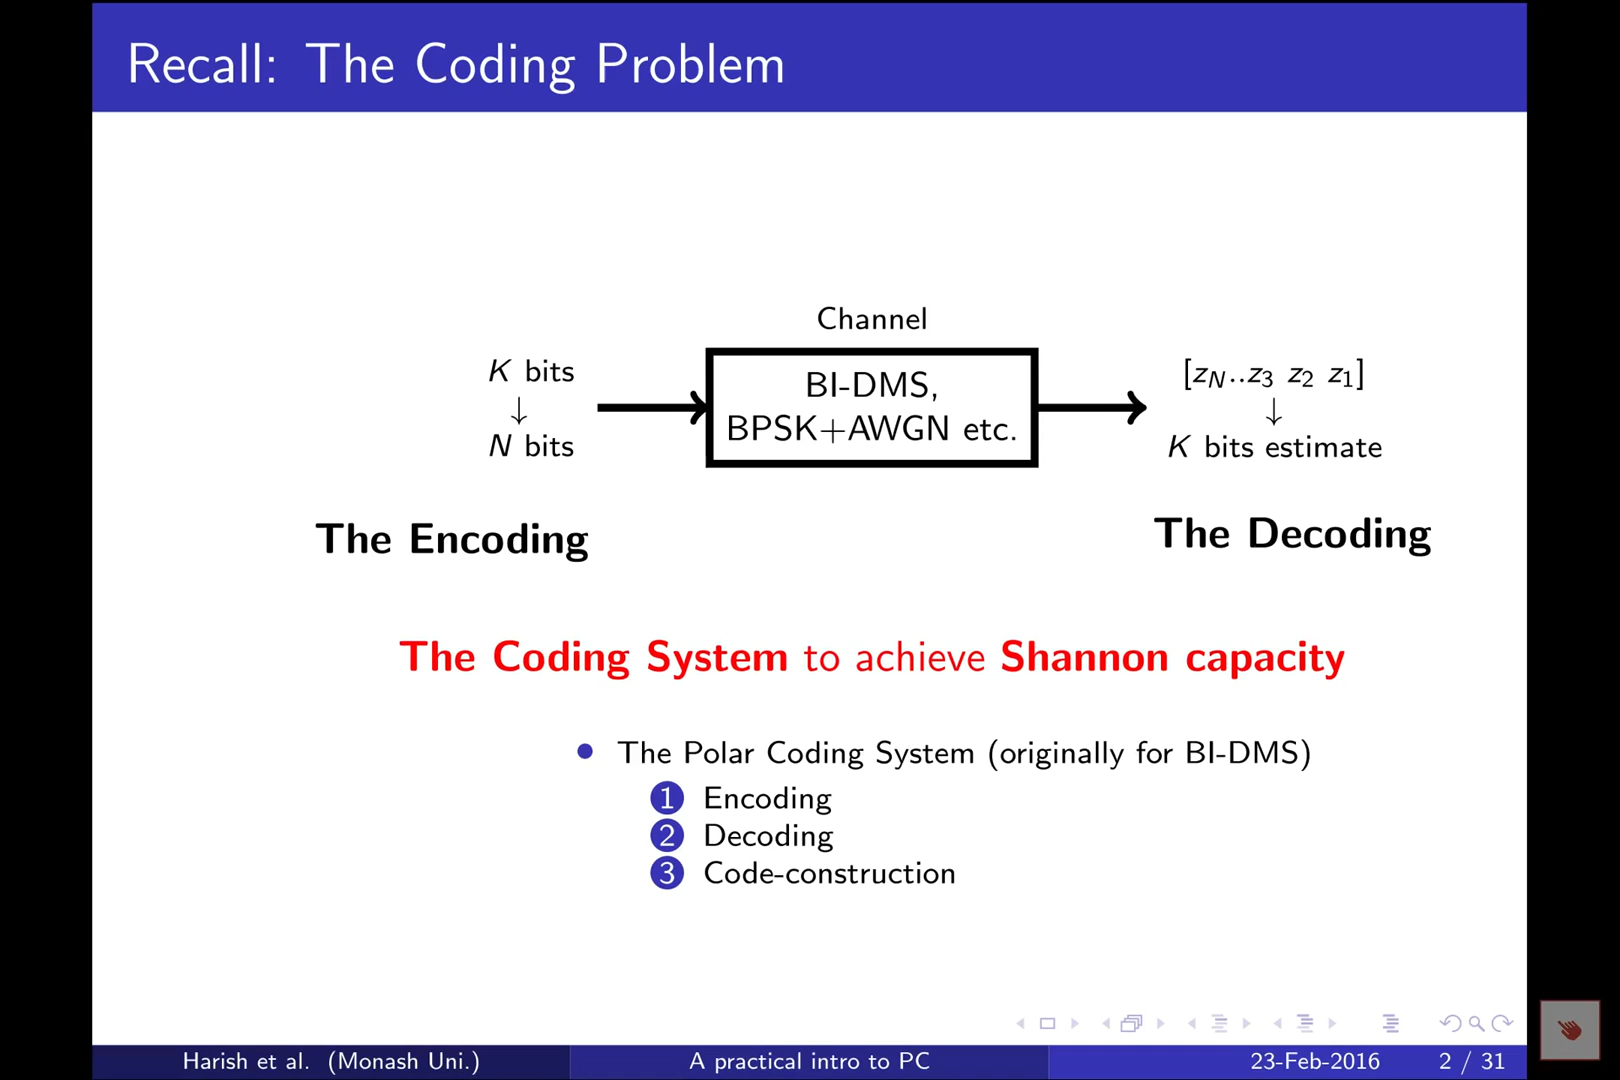 Recall: The Coding Problem
Channel
K bits
↓
N bits
BI-DMS,
BPSK+AWGN etc.
[z_N..z_3 z_2 z_1]
↓
K bits estimate
The Encoding
The Decoding
The Coding System to achieve Shannon capacity
• The Polar Coding System (originally for BI-DMS)
1 Encoding
2 Decoding
3 Code-construction
Harish et al. (Monash Uni.)
A practical intro to PC
23-Feb-2016
2 / 31